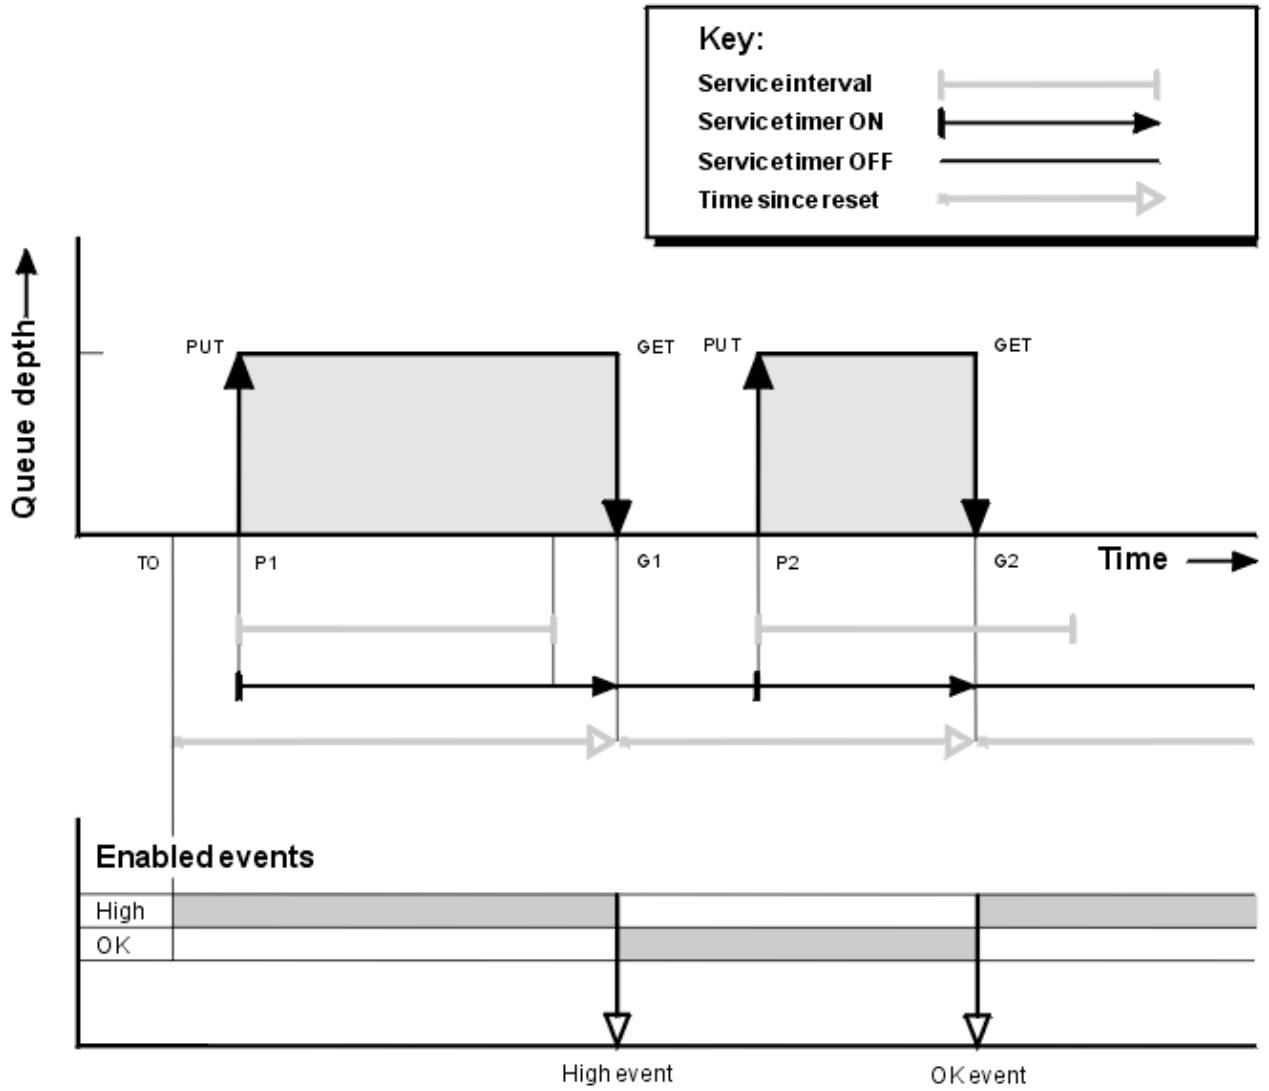 Key:
Service interval
Service timer ON
Service timer OFF
Time since reset
Queue depth
PUT
GET
PUT
GET
TO
P1
G1
P2
G2
Time
Enabled events
High
OK
High event
OK event